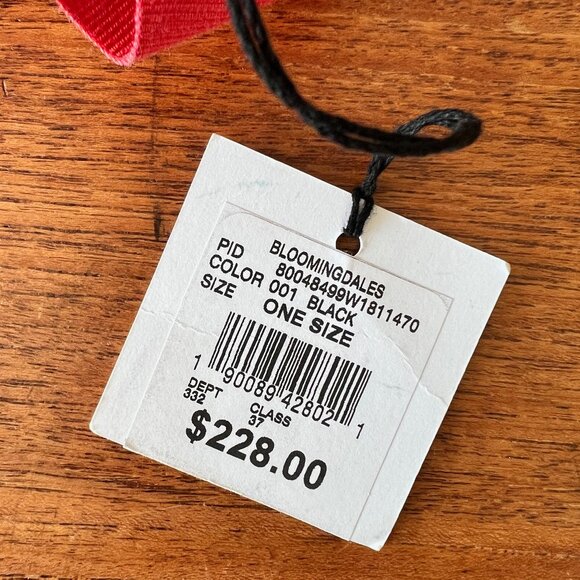 BLOOMINGDALES
PID 80048499W1811470
COLOR 001 BLACK
SIZE ONE SIZE
1 90089 42802 1
DEPT CLASS
332 37
$228.00